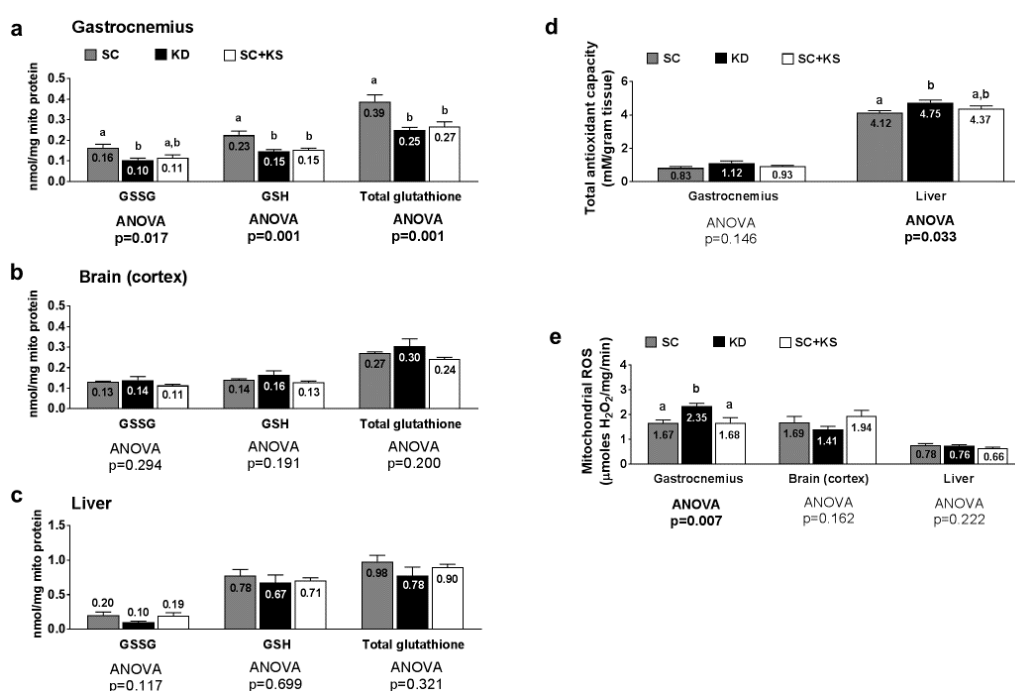 a
Gastrocnemius
SC KD SC+KS
nmol/mg mito protein
0.5
0.4
0.3
0.2
0.1
0.0
a b a,b
0.16 0.10 0.11
a b b
0.23 0.15 0.15
a b b
0.39 0.25 0.27
GSSG GSH Total glutathione
ANOVA ANOVA ANOVA
p=0.017 p=0.001 p=0.001
b
Brain (cortex)
nmol/mg mito protein
0.5
0.4
0.3
0.2
0.1
0.0
0.13 0.14 0.11
0.14 0.16 0.13
0.27 0.30 0.24
GSSG GSH Total glutathione
ANOVA ANOVA ANOVA
p=0.294 p=0.191 p=0.200
c
Liver
nmol/mg mito protein
1.5
1.0
0.5
0.0
0.20 0.10 0.19
0.78 0.67 0.71
0.98 0.78 0.90
GSSG GSH Total glutathione
ANOVA ANOVA ANOVA
p=0.117 p=0.699 p=0.321
d
SC KD SC+KS
Total antioxidant capacity
(mM/gram tissue)
6
4
2
0
0.83 1.12 0.93
a b a,b
4.12 4.75 4.37
Gastrocnemius Liver
ANOVA ANOVA
p=0.146 p=0.033
e
SC KD SC+KS
Mitochondrial ROS
(µmoles H₂O₂/mg/min)
4
3
2
1
0
a b a
1.67 2.35 1.68
1.69 1.41 1.94
0.78 0.76 0.66
Gastrocnemius Brain (cortex) Liver
ANOVA ANOVA ANOVA
p=0.007 p=0.162 p=0.222